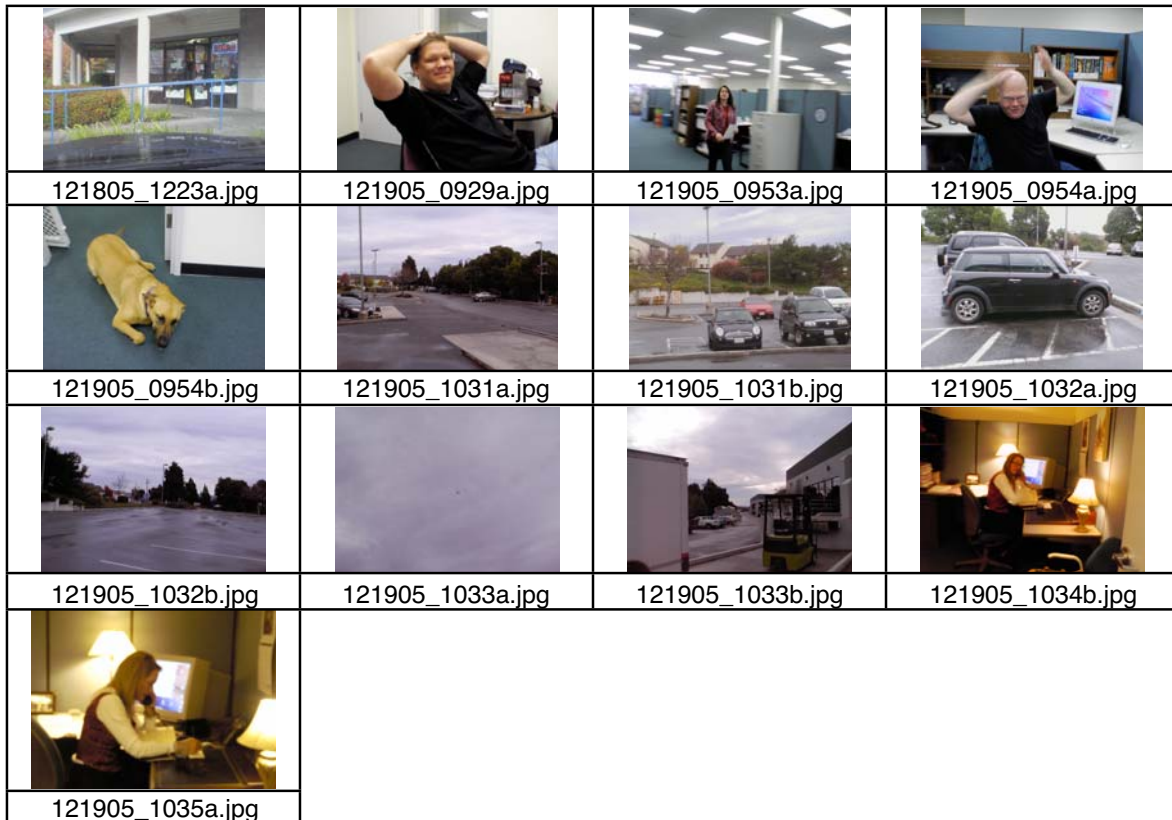 121805_1223a.jpg
121905_0929a.jpg
121905_0953a.jpg
121905_0954a.jpg
121905_0954b.jpg
121905_1031a.jpg
121905_1031b.jpg
121905_1032a.jpg
121905_1032b.jpg
121905_1033a.jpg
121905_1033b.jpg
121905_1034b.jpg
121905_1035a.jpg